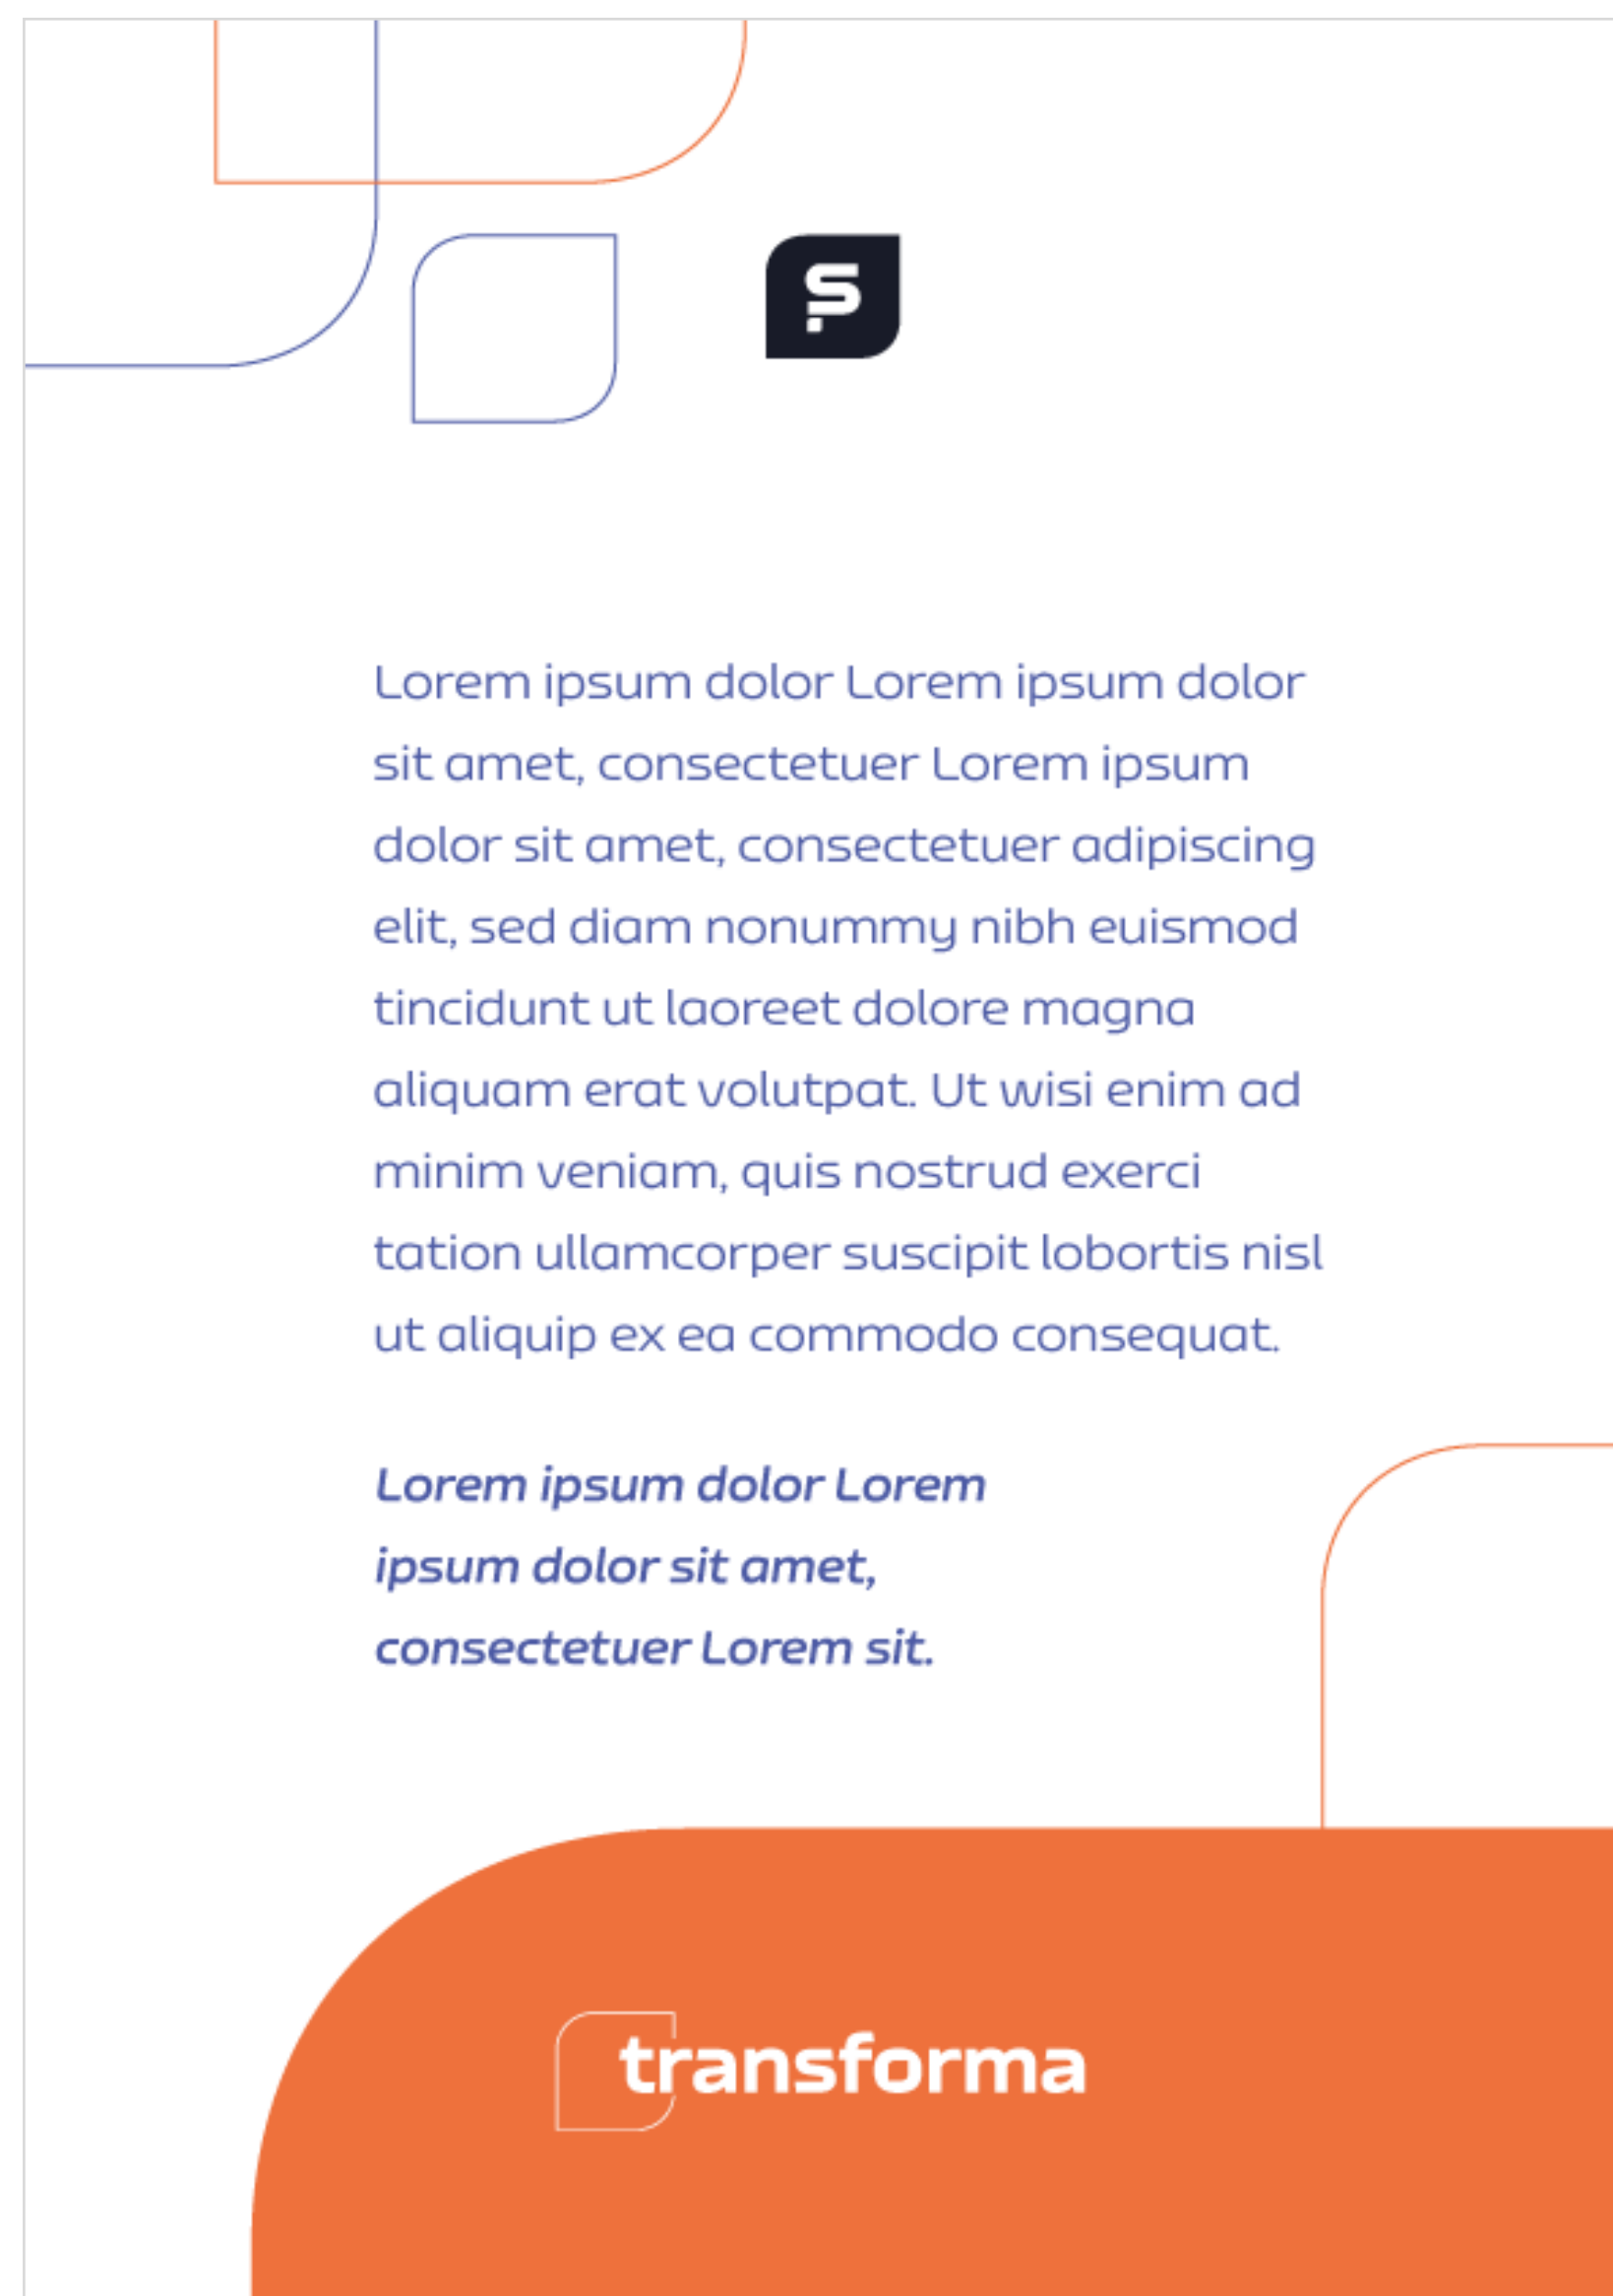 Lorem ipsum dolor Lorem ipsum dolor
sit amet, consectetuer Lorem ipsum
dolor sit amet, consectetuer adipiscing
elit, sed diam nonummy nibh euismod
tincidunt ut laoreet dolore magna
aliquam erat volutpat. Ut wisi enim ad
minim veniam, quis nostrud exerci
tation ullamcorper suscipit lobortis nisl
ut aliquip ex ea commodo consequat.
Lorem ipsum dolor Lorem
ipsum dolor sit amet,
consectetuer Lorem sit.
transforma